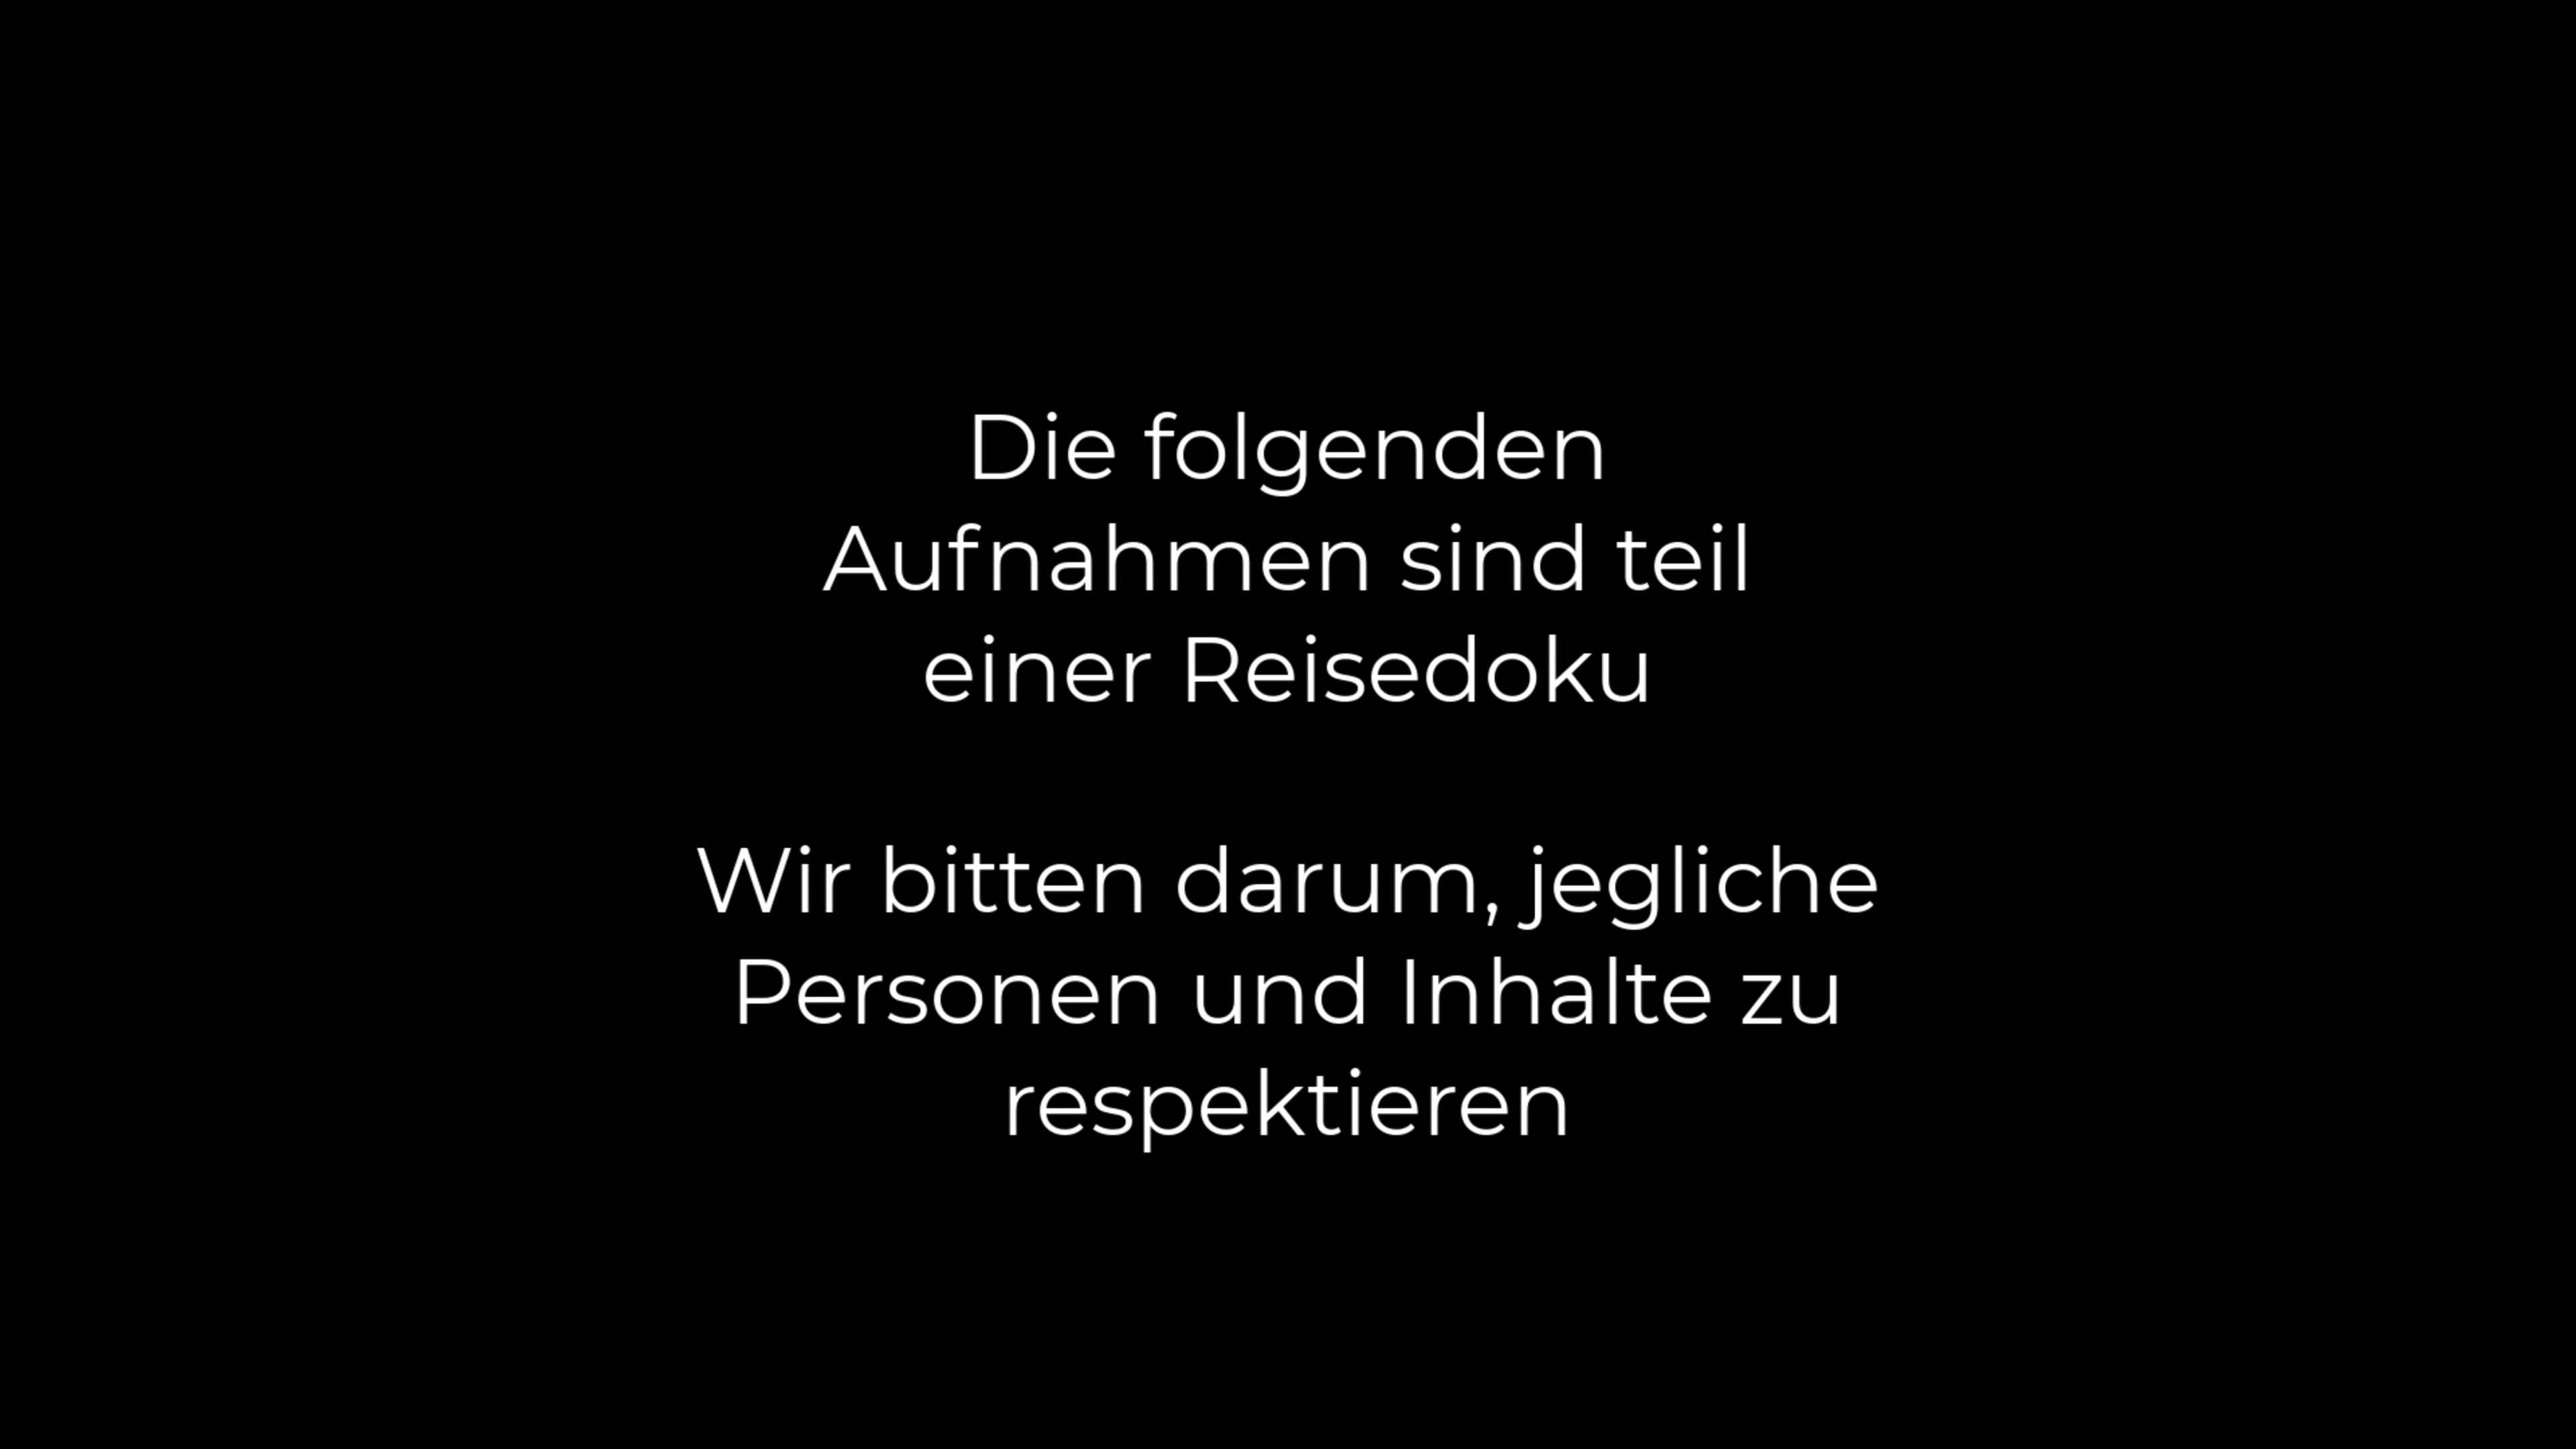 Die folgenden
Aufnahmen sind teil
einer Reisedoku
Wir bitten darum, jegliche
Personen und Inhalte zu
respektieren